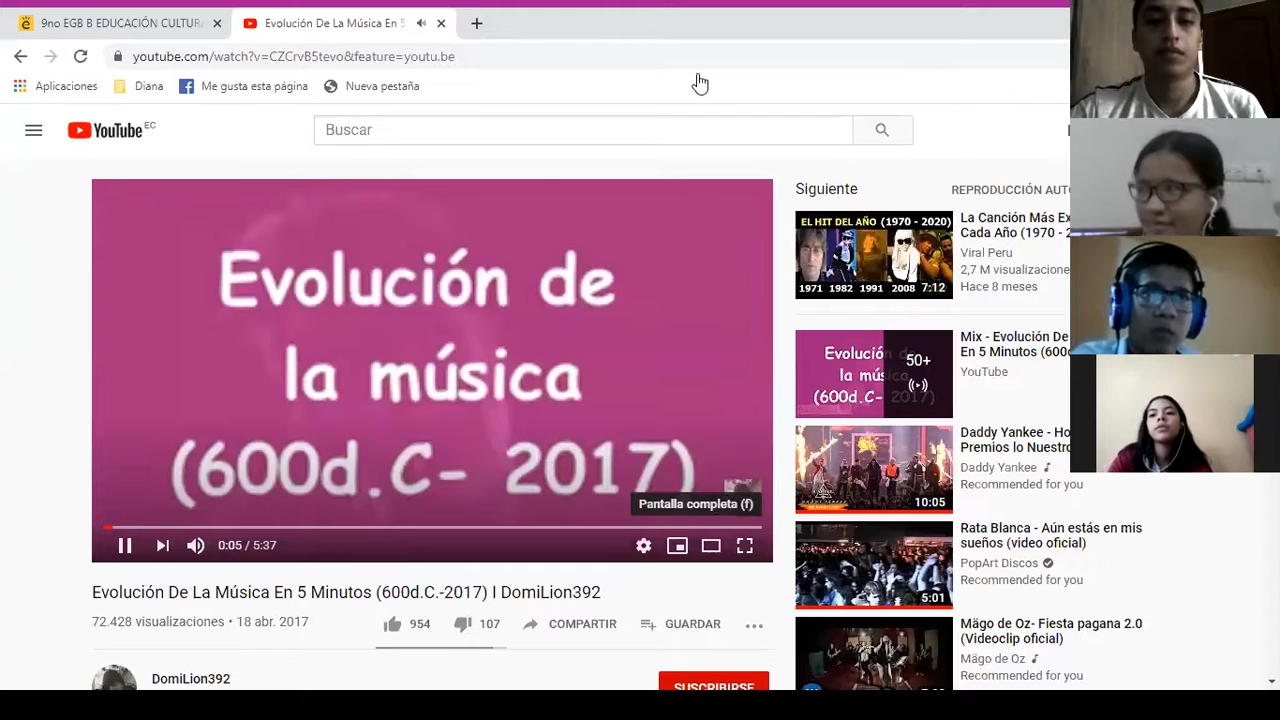 9no EGB B EDUCACIÓN CULTURA
Evolución De La Música En 5
youtube.com/watch?v=CZCrvB5tevo&feature=youtu.be
Aplicaciones
Diana
Me gusta esta página
Nueva pestaña
YouTube EC
Buscar
Evolución de
la música
(600d.C- 2017)
Pantalla completa (f)
0:05 / 5:37
Evolución De La Música En 5 Minutos (600d.C.-2017) I DomiLion392
72.428 visualizaciones • 18 abr. 2017
954
107
COMPARTIR
GUARDAR
DomiLion392
SUSCRIBIRSE
Siguiente
REPRODUCCIÓN AUTO
EL HIT DEL AÑO (1970 - 2020)
1971 1982 1991 2008 7:12
La Canción Más Ex
Cada Año (1970 - 2
Viral Peru
2,7 M visualizacione
Hace 8 meses
Evolución de
la música
(600d.C- 2017)
50+
Mix - Evolución De
En 5 Minutos (600d
YouTube
10:05
Daddy Yankee - Ho
Premios lo Nuestro
Daddy Yankee
Recommended for you
5:01
Rata Blanca - Aún estás en mis
sueños (video oficial)
PopArt Discos
Recommended for you
Mägo de Oz- Fiesta pagana 2.0
(Videoclip oficial)
Mägo de Oz
Recommended for you